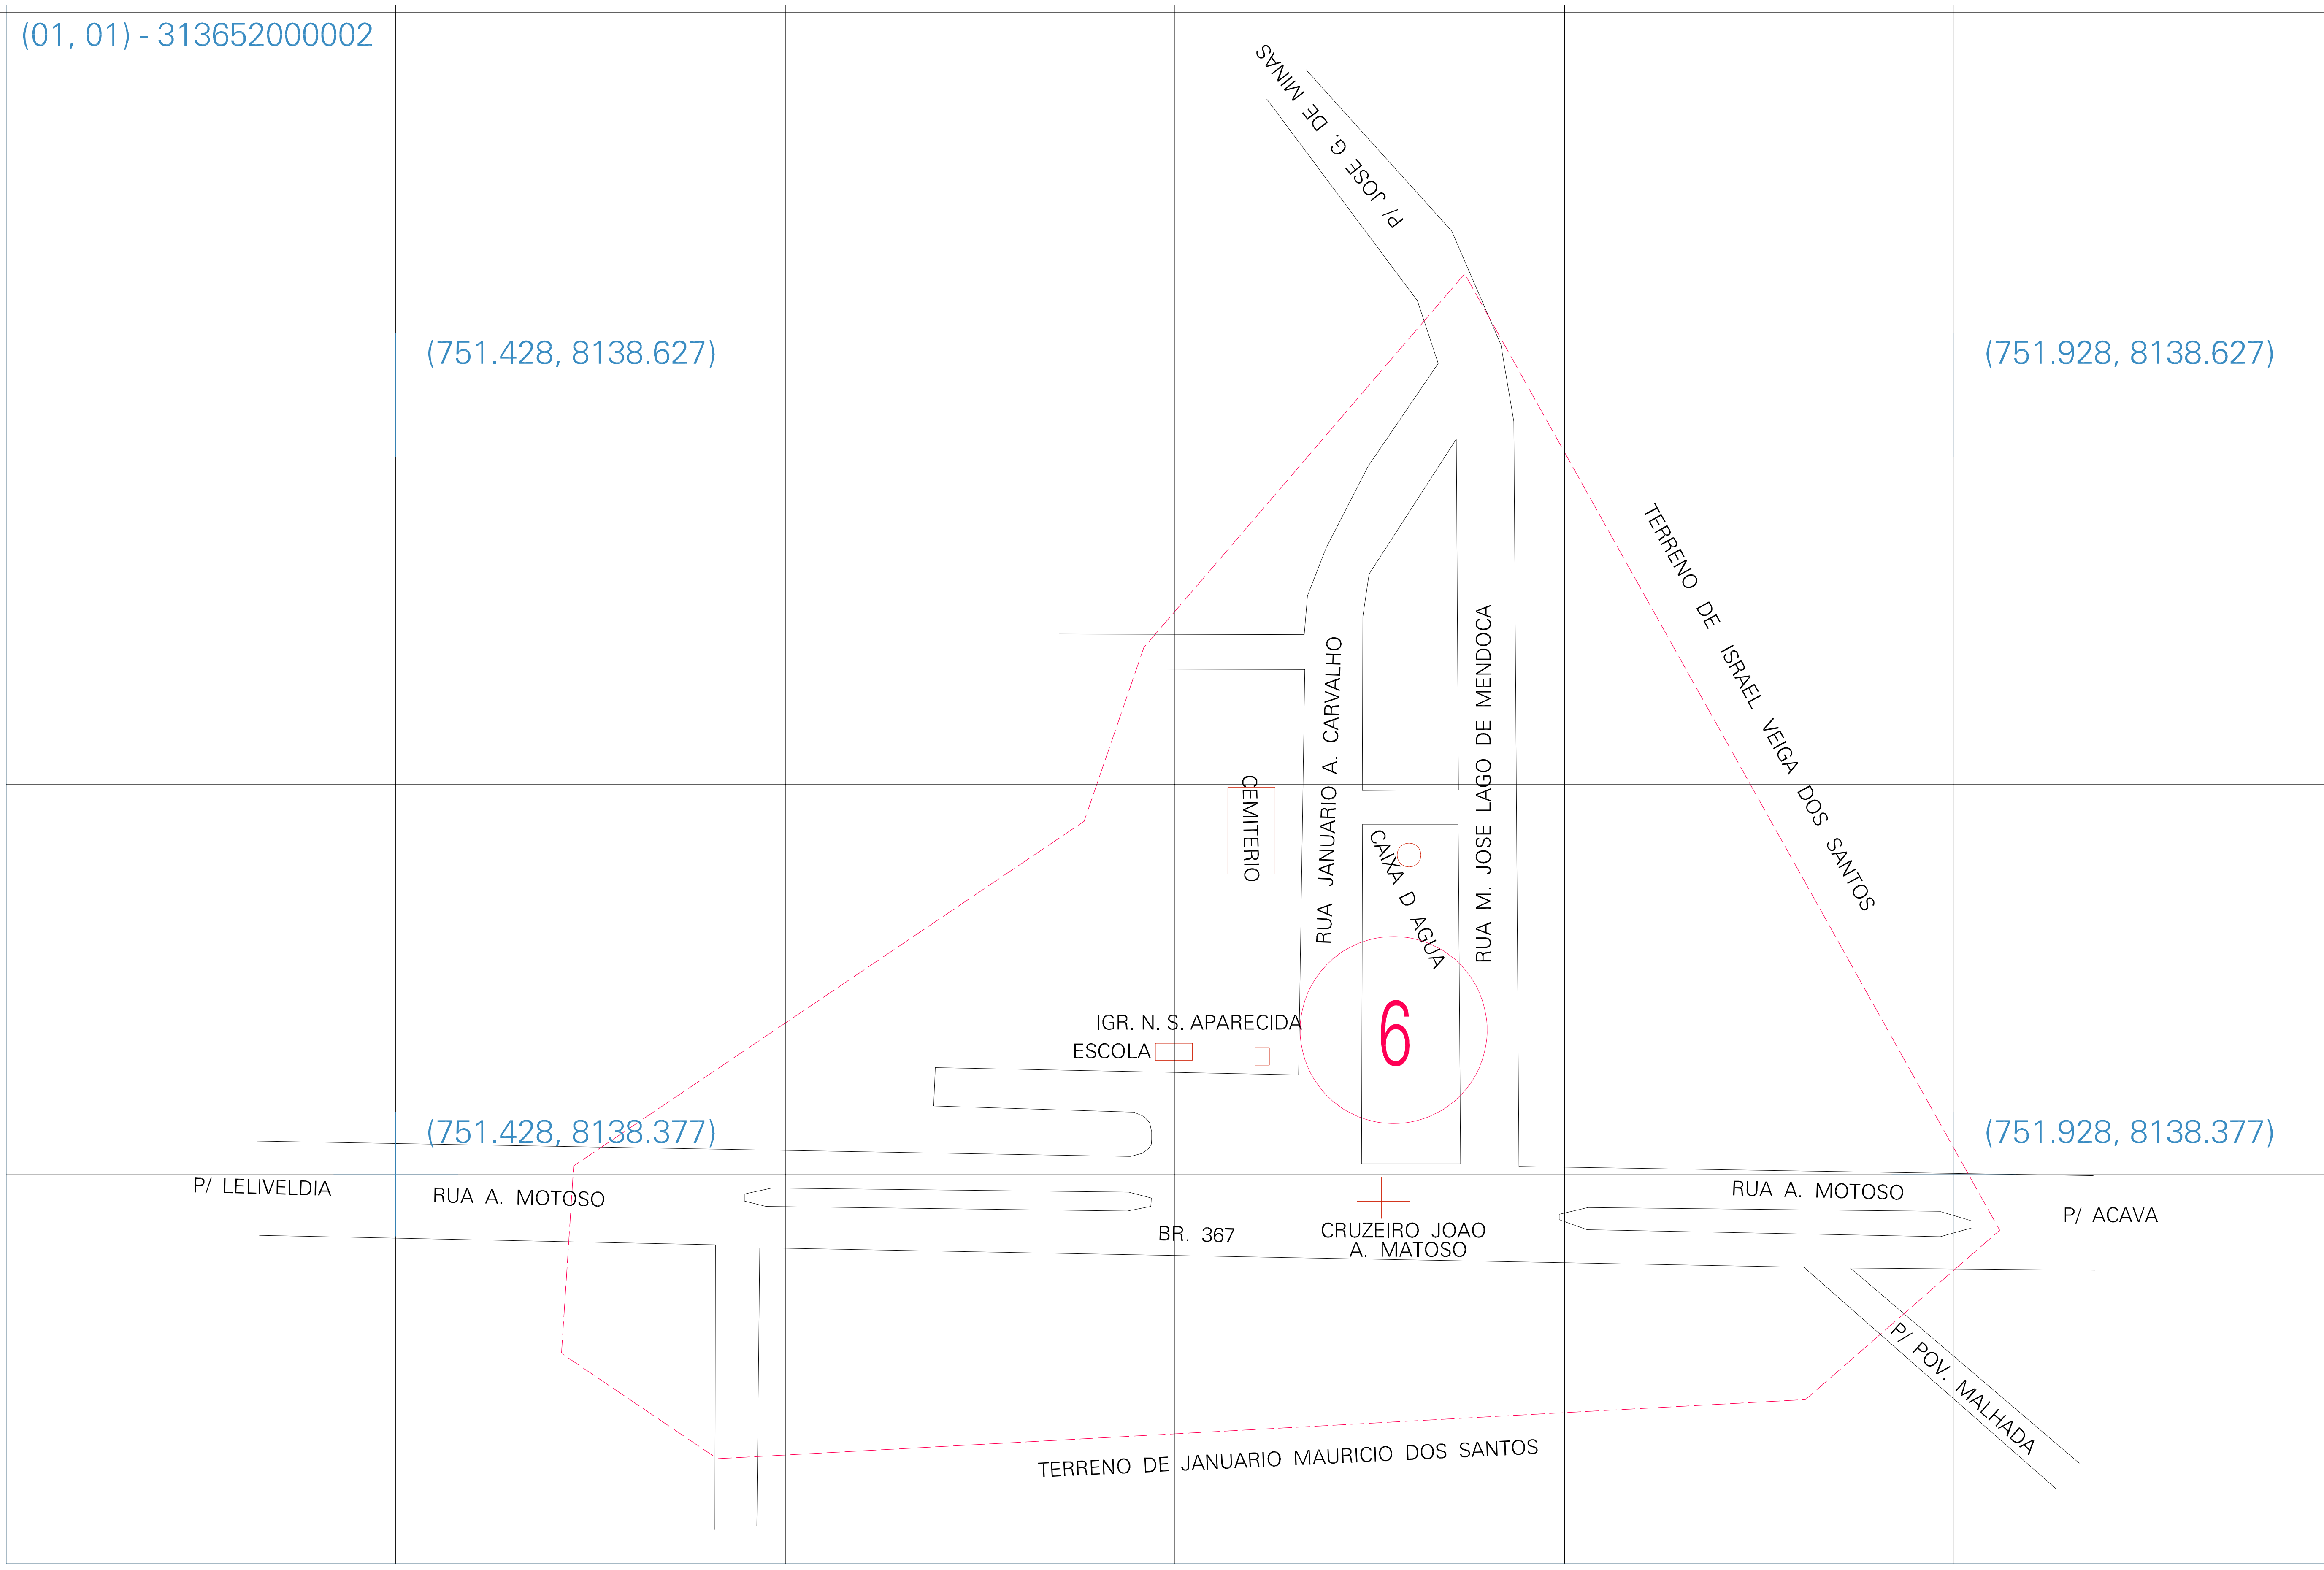 (01, 01) - 313652000002
P/ JOSE G. DE MINAS
(751.428, 8138.627)
(751.928, 8138.627)
TERRENO DE ISRAEL VEIGA DOS SANTOS
RUA JANUARIO A. CARVALHO
RUA M. JOSE LAGO DE MENDOCA
CEMITERIO
CAIXA D AGUA
6
IGR. N. S. APARECIDA
ESCOLA
(751.428, 8138.377)
(751.928, 8138.377)
P/ LELIVELDIA
RUA A. MOTOSO
RUA A. MOTOSO
P/ ACAVA
BR. 367
CRUZEIRO JOAO
A. MATOSO
P/ POV. MALHADA
TERRENO DE JANUARIO MAURICIO DOS SANTOS